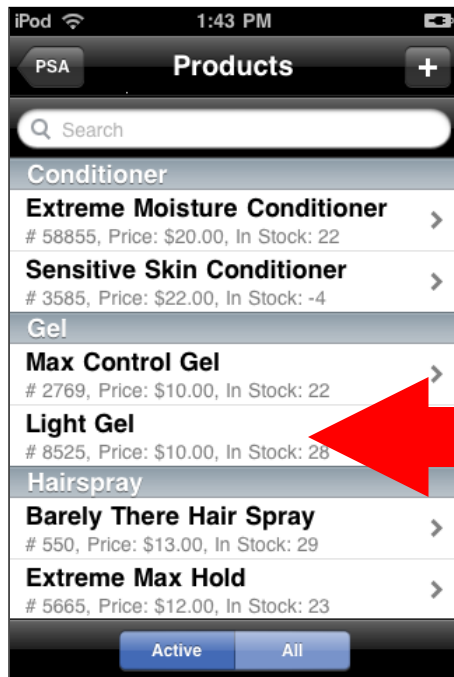 iPod 1:43 PM
PSA Products +
Search
Conditioner
Extreme Moisture Conditioner
# 58855, Price: $20.00, In Stock: 22
Sensitive Skin Conditioner
# 3585, Price: $22.00, In Stock: -4
Gel
Max Control Gel
# 2769, Price: $10.00, In Stock: 22
Light Gel
# 8525, Price: $10.00, In Stock: 28
Hairspray
Barely There Hair Spray
# 550, Price: $13.00, In Stock: 29
Extreme Max Hold
# 5665, Price: $12.00, In Stock: 23
Active All